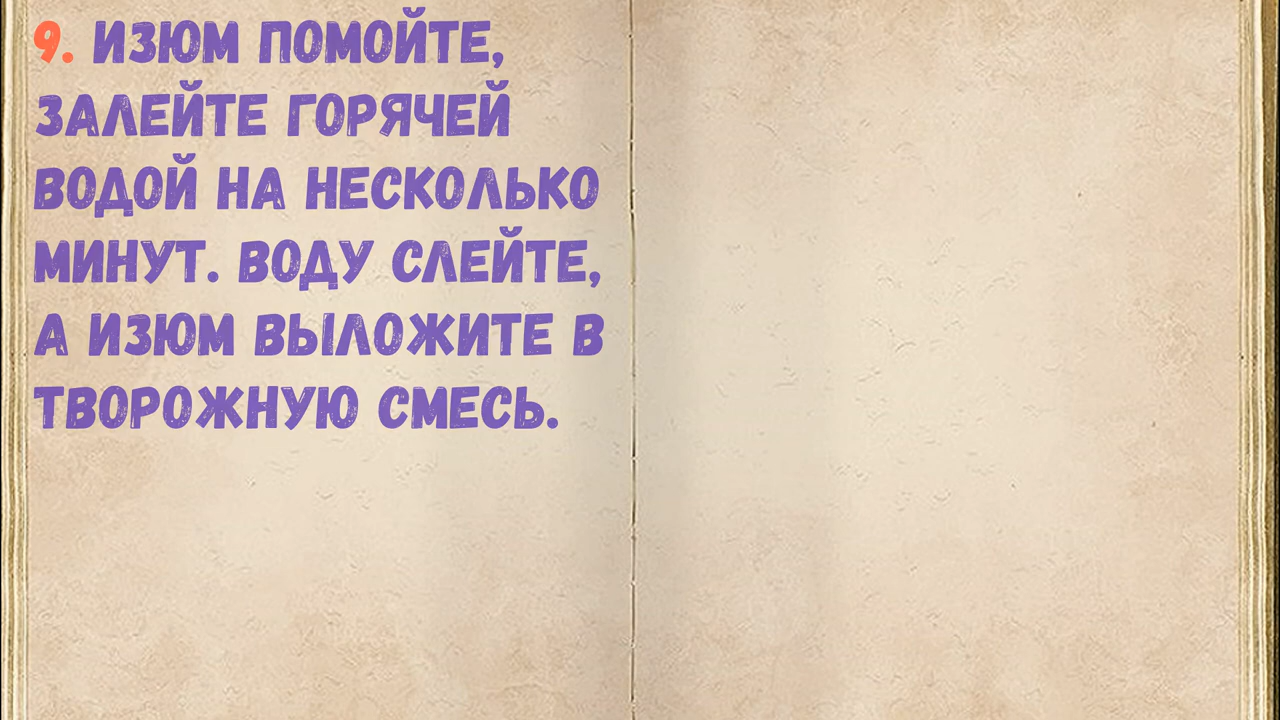 9. ИЗЮМ ПОМОЙТЕ,
ЗАЛЕЙТЕ ГОРЯЧЕЙ
ВОДОЙ НА НЕСКОЛЬКО
МИНУТ. ВОДУ СЛЕЙТЕ,
А ИЗЮМ ВЫЛОЖИТЕ В
ТВОРОЖНУЮ СМЕСЬ.